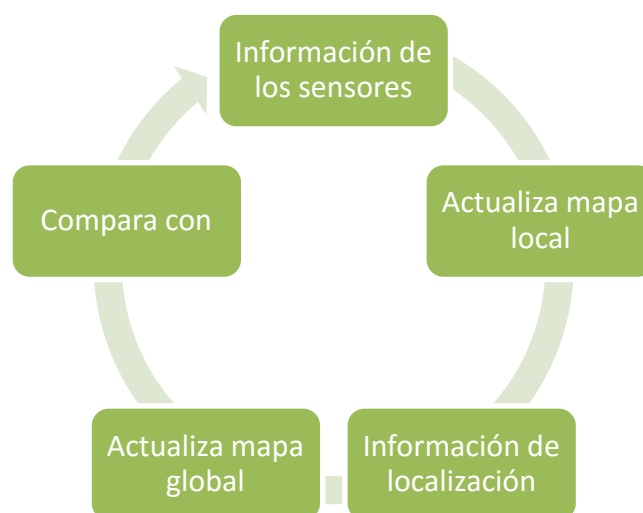 Información de
los sensores
Actualiza mapa
local
Información de
localización
Actualiza mapa
global
Compara con